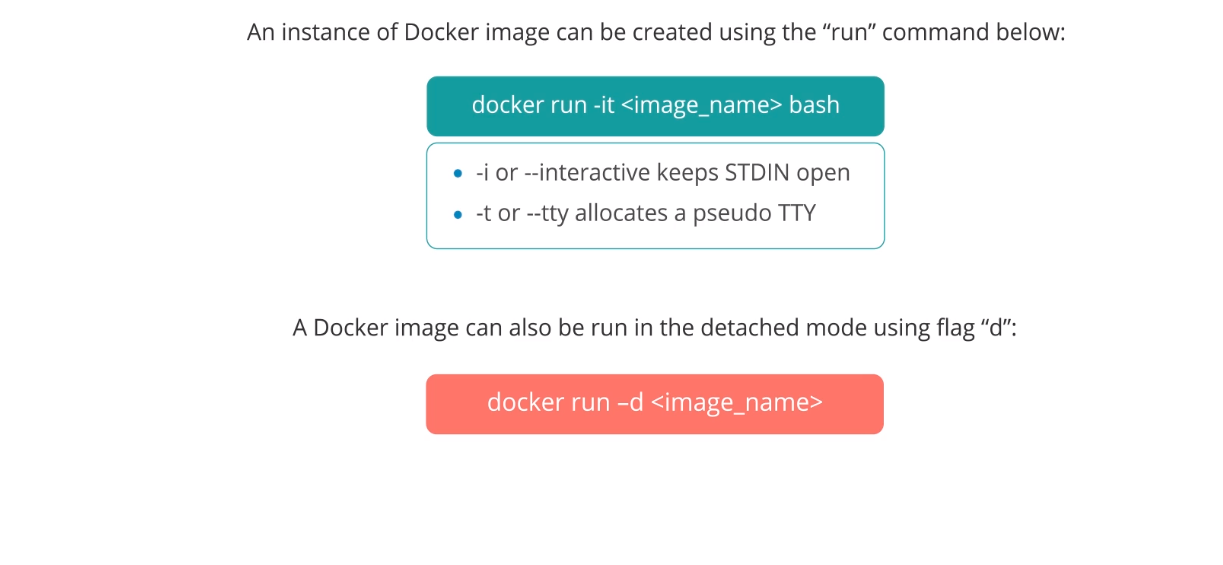 An instance of Docker image can be created using the “run” command below:
docker run -it <image_name> bash
• -i or --interactive keeps STDIN open
• -t or --tty allocates a pseudo TTY
A Docker image can also be run in the detached mode using flag “d”:
docker run –d <image_name>